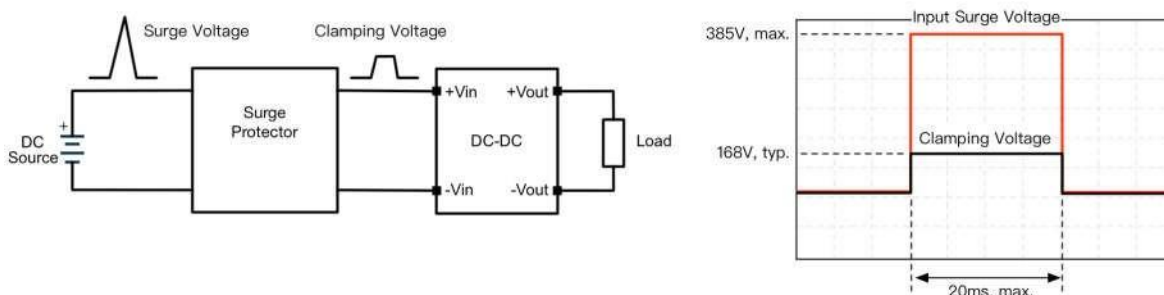 Surge Voltage
Clamping Voltage
DC
Source
+
Surge
Protector
+Vin
+Vout
DC-DC
-Vin
-Vout
Load
Input Surge Voltage
385V, max.
Clamping Voltage
168V, typ.
20ms, max.